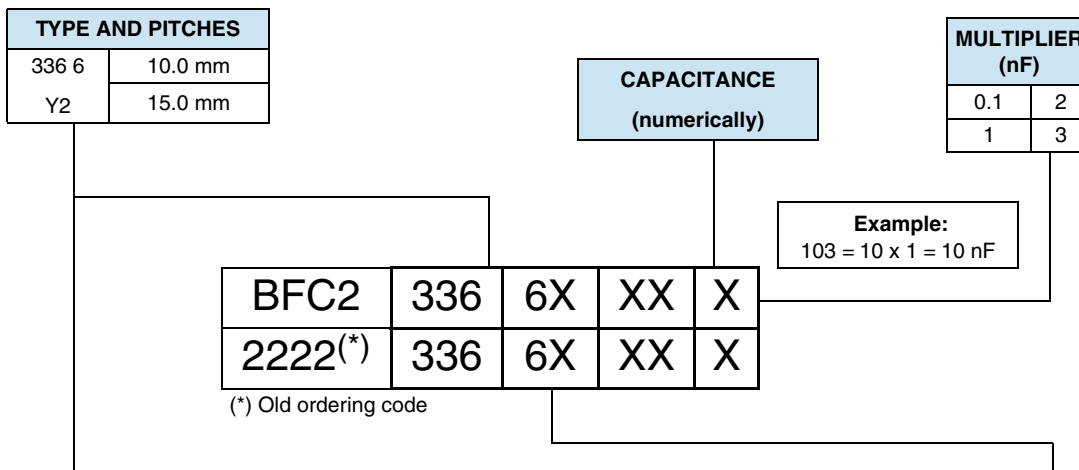 TYPE AND PITCHES
336 6 10.0 mm
Y2 15.0 mm
CAPACITANCE
(numerically)
MULTIPLIER
(nF)
0.1 2
1 3
Example:
103 = 10 x 1 = 10 nF
BFC2 336 6X XX X
2222(*) 336 6X XX X
(*) Old ordering code